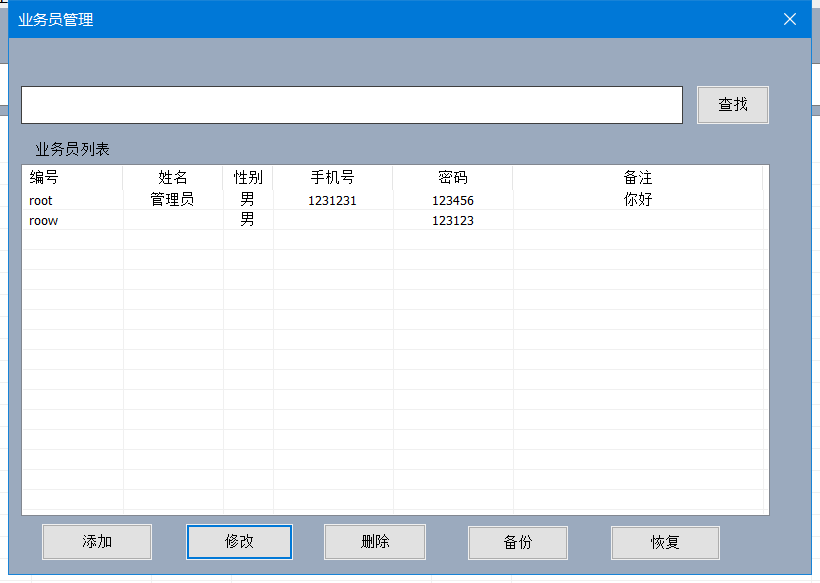 业务员管理
查找
业务员列表
编号 姓名 性别 手机号 密码 备注
root 管理员 男 1231231 123456 你好
roow 男 123123
添加 修改 删除 备份 恢复